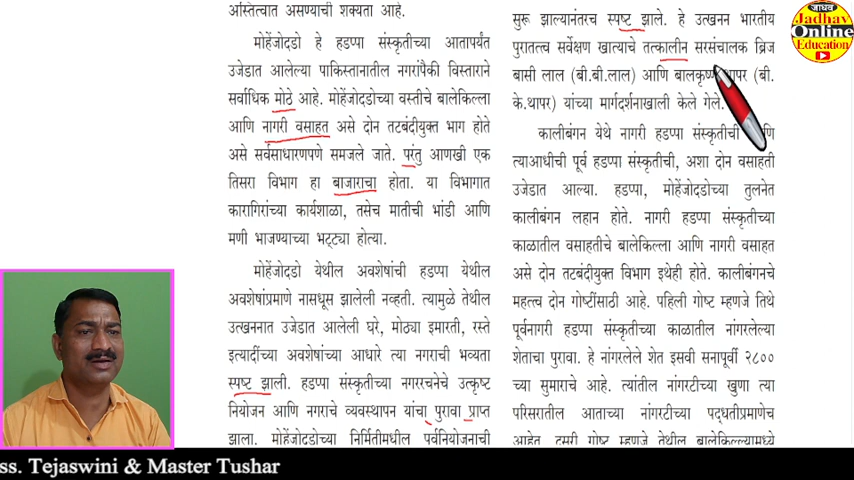 अस्तित्वात असण्याची शक्यता आहे.
मोहेंजोदडो हे हडप्पा संस्कृतीच्या आतापर्यंत
उजेडात आलेल्या पाकिस्तानातील नगरांपैकी विस्ताराने
सर्वाधिक मोठे आहे. मोहेंजोदडोच्या वस्तीचे बालेकिल्ला
आणि नागरी वसाहत असे दोन तटबंदीयुक्त भाग होते
असे सर्वसाधारणपणे समजले जाते. परंतु आणखी एक
तिसरा विभाग हा बाजाराचा होता. या विभागात
कारागिरांच्या कार्यशाळा, तसेच मातीची भांडी आणि
मणी भाजण्याच्या भट्ट्या होत्या.
मोहेंजोदडो येथील अवशेषांची हडप्पा येथील
अवशेषांप्रमाणे नासधूस झालेली नव्हती. त्यामुळे तेथील
उत्खननात उजेडात आलेली घरे, मोठ्या इमारती, रस्ते
इत्यादींच्या अवशेषांच्या आधारे त्या नगराची भव्यता
स्पष्ट झाली. हडप्पा संस्कृतीच्या नगररचनेचे उत्कृष्ट
नियोजन आणि नगराचे व्यवस्थापन यांचा पुरावा प्राप्त
झाला. मोहेंजोदडोच्या निर्मितीमधील पूर्वनियोजनाची
सुरू झाल्यानंतरच स्पष्ट झाले. हे उत्खनन भारतीय
पुरातत्त्व सर्वेक्षण खात्याचे तत्कालीन सरसंचालक ब्रिज
बासी लाल (बी.बी.लाल) आणि बालकृष्ण थापर (बी.
के.थापर) यांच्या मार्गदर्शनाखाली केले गेले.
कालीबंगन येथे नागरी हडप्पा संस्कृतीची
त्याआधीची पूर्व हडप्पा संस्कृतीची, अशा दोन वसाहती
उजेडात आल्या. हडप्पा, मोहेंजोदडोच्या तुलनेत
कालीबंगन लहान होते. नागरी हडप्पा संस्कृतीच्या
काळातील वसाहतीचे बालेकिल्ला आणि नागरी वसाहत
असे दोन तटबंदीयुक्त विभाग इथेही होते. कालीबंगनचे
महत्त्व दोन गोष्टींसाठी आहे. पहिली गोष्ट म्हणजे तिथे
पूर्वनागरी हडप्पा संस्कृतीच्या काळातील नांगरलेल्या
शेताचा पुरावा. हे नांगरलेले शेत इसवी सनापूर्वी २८००
च्या सुमाराचे आहे. त्यांतील नांगरटीच्या खुणा त्या
परिसरातील आताच्या नांगरटीच्या पद्धतीप्रमाणेच
आहेत. दुसरी गोष्ट म्हणजे तेथील बालेकिल्ल्यामध्ये
जाधव
Jadhav
Online
Education
ss. Tejaswini & Master Tushar